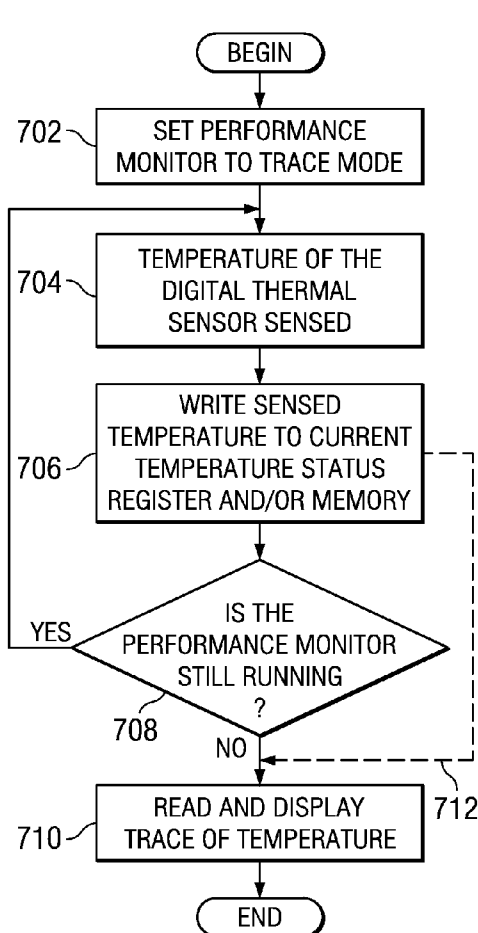 BEGIN
702
SET PERFORMANCE
MONITOR TO TRACE MODE
704
TEMPERATURE OF THE
DIGITAL THERMAL
SENSOR SENSED
706
WRITE SENSED
TEMPERATURE TO CURRENT
TEMPERATURE STATUS
REGISTER AND/OR MEMORY
YES
IS THE
PERFORMANCE MONITOR
STILL RUNNING
?
708
NO
712
710
READ AND DISPLAY
TRACE OF TEMPERATURE
END